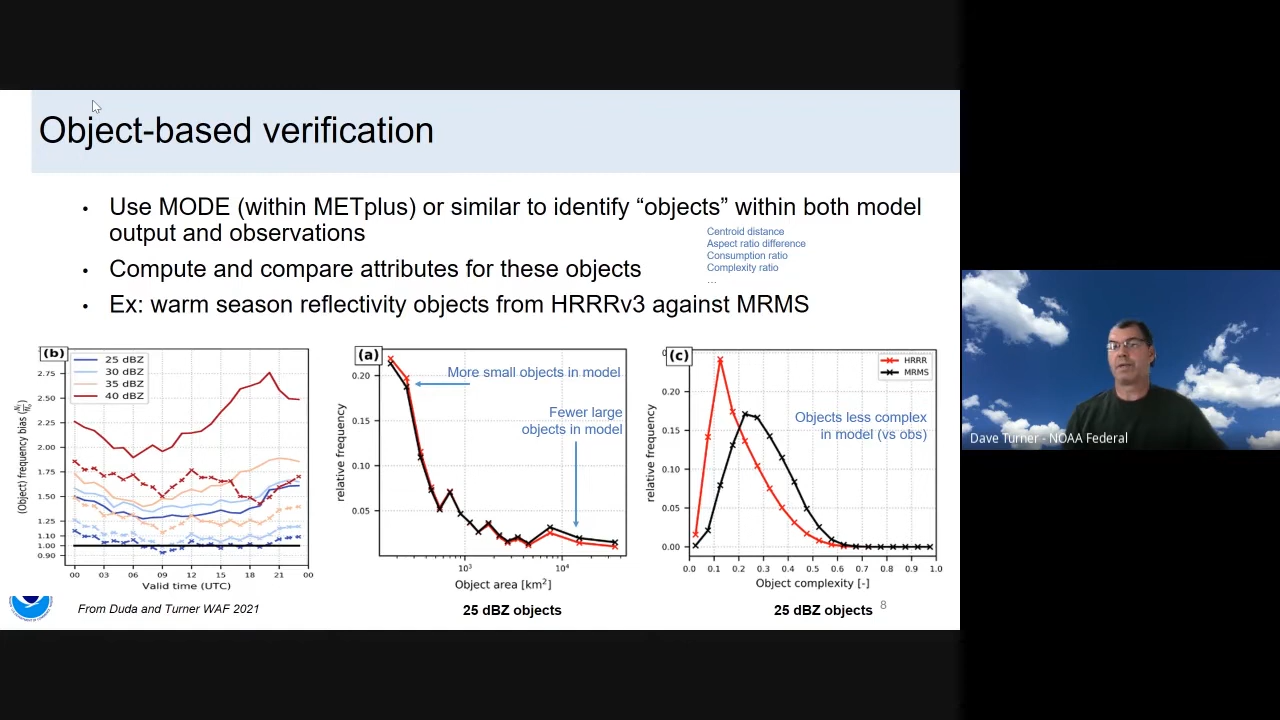 Object-based verification
• Use MODE (within METplus) or similar to identify “objects” within both model
output and observations
Centroid distance
Aspect ratio difference
Consumption ratio
Complexity ratio
...
• Compute and compare attributes for these objects
• Ex: warm season reflectivity objects from HRRRv3 against MRMS
(b)
25 dBZ
30 dBZ
35 dBZ
40 dBZ
2.75
2.50
2.25
2.00
1.75
1.50
1.25
1.10
1.00
0.90
(Object) frequency bias
00 03 06 09 12 15 18 21 00
Valid time (UTC)
(a)
More small objects in model
Fewer large
objects in model
0.20
0.15
0.10
0.05
relative frequency
10³ 10⁴
Object area [km²]
(c)
HRRR
MRMS
Objects less complex
in model (vs obs)
0.20
0.15
0.10
0.05
0.00
relative frequency
0.0 0.1 0.2 0.3 0.4 0.5 0.6 0.7 0.8 0.9 1.0
Object complexity [-]
From Duda and Turner WAF 2021
25 dBZ objects
25 dBZ objects
8
Dave Turner - NOAA Federal